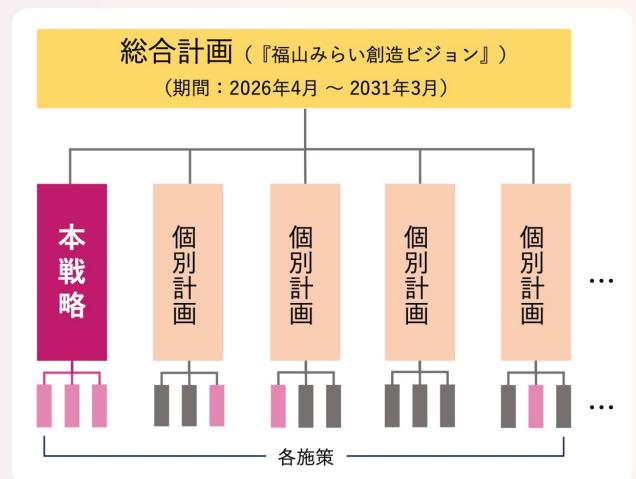 総合計画（『福山みらい創造ビジョン』）
（期間：2026年4月 ～ 2031年3月）
本戦略
個別計画
個別計画
個別計画
個別計画
…
…
各施策